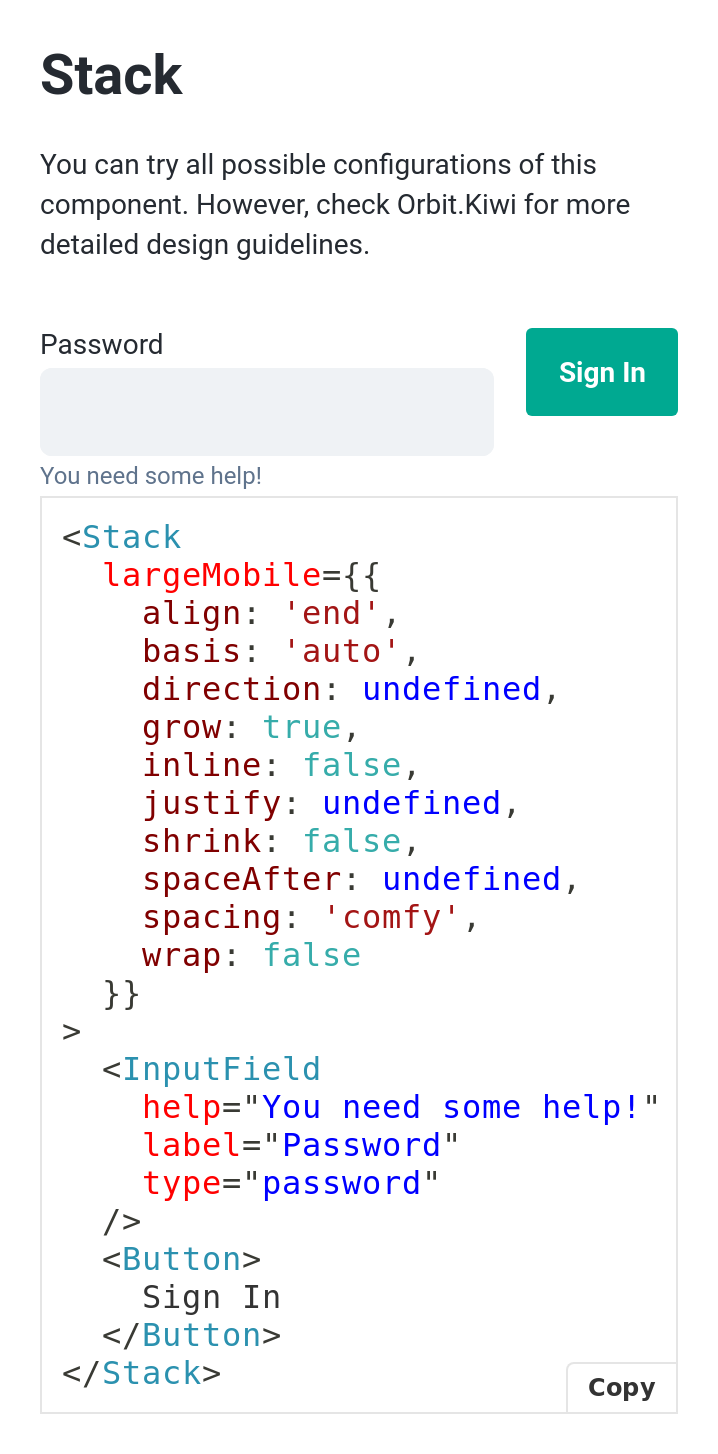 Stack
You can try all possible configurations of this
component. However, check Orbit.Kiwi for more
detailed design guidelines.
Password
Sign In
You need some help!
<Stack
  largeMobile={{
    align: 'end',
    basis: 'auto',
    direction: undefined,
    grow: true,
    inline: false,
    justify: undefined,
    shrink: false,
    spaceAfter: undefined,
    spacing: 'comfy',
    wrap: false
  }}
>
  <InputField
    help="You need some help!"
    label="Password"
    type="password"
  />
  <Button>
    Sign In
  </Button>
</Stack>
Copy